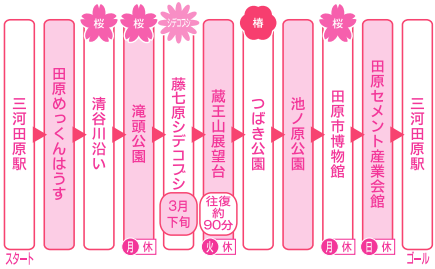 桜
桜
シデコブシ
椿
桜
三河田原駅
田原めっくんはうす
清谷川沿い
滝頭公園
藤七原シデコブシ
蔵王山展望台
つばき公園
池ノ原公園
田原市博物館
田原セメント産業会館
三河田原駅
3月
下旬
往復
約
90分
月 休
火 休
月 休
日 休
スタート
ゴール